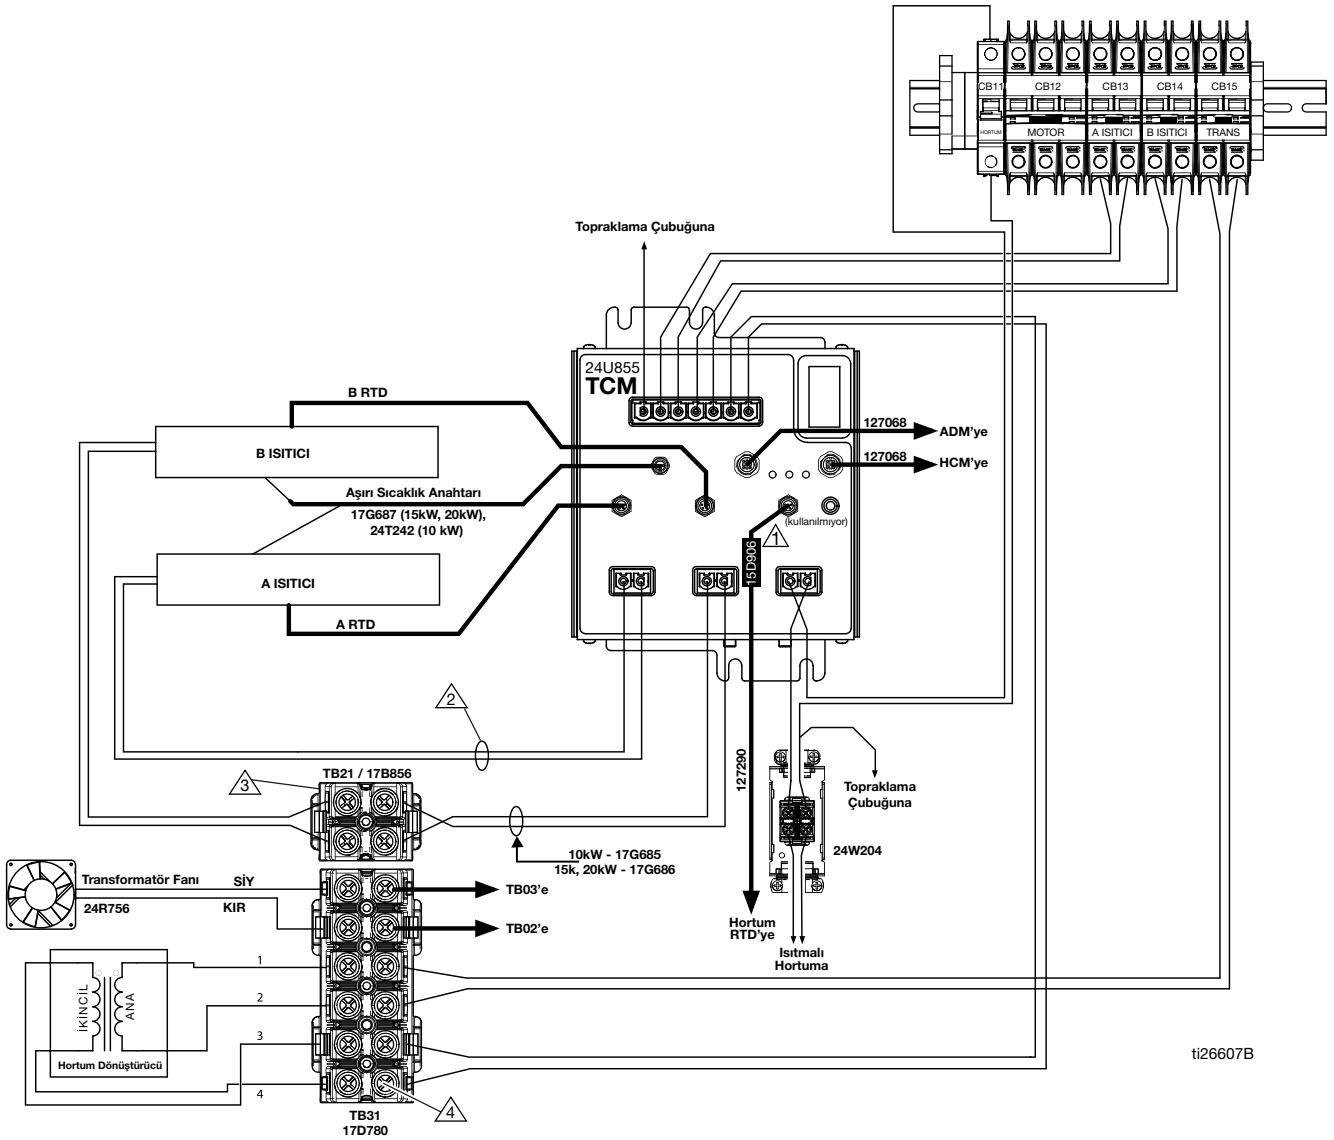 CB11
CB12
CB13
CB14
CB15
HORTUM
MOTOR
A ISITICI
B ISITICI
TRANS
Topraklama Çubuğuna
24U855
TCM
B RTD
127068
ADM'ye
B ISITICI
127068
HCM'ye
Aşırı Sıcaklık Anahtarı
17G687 (15kW, 20kW),
24T242 (10 kW)
(kullanılmıyor)
1
15D906
A ISITICI
A RTD
2
127290
3
TB21 / 17B856
Topraklama
Çubuğuna
10kW - 17G685
15k, 20kW - 17G686
24W204
Transformatör Fanı
SİY
TB03'e
24R756
KIR
TB02'e
Hortum
RTD'ye
Isıtmalı
Hortuma
1
2
3
4
İKİNCİL
ANA
Hortum Dönüştürücü
ti26607B
4
TB31
17D780